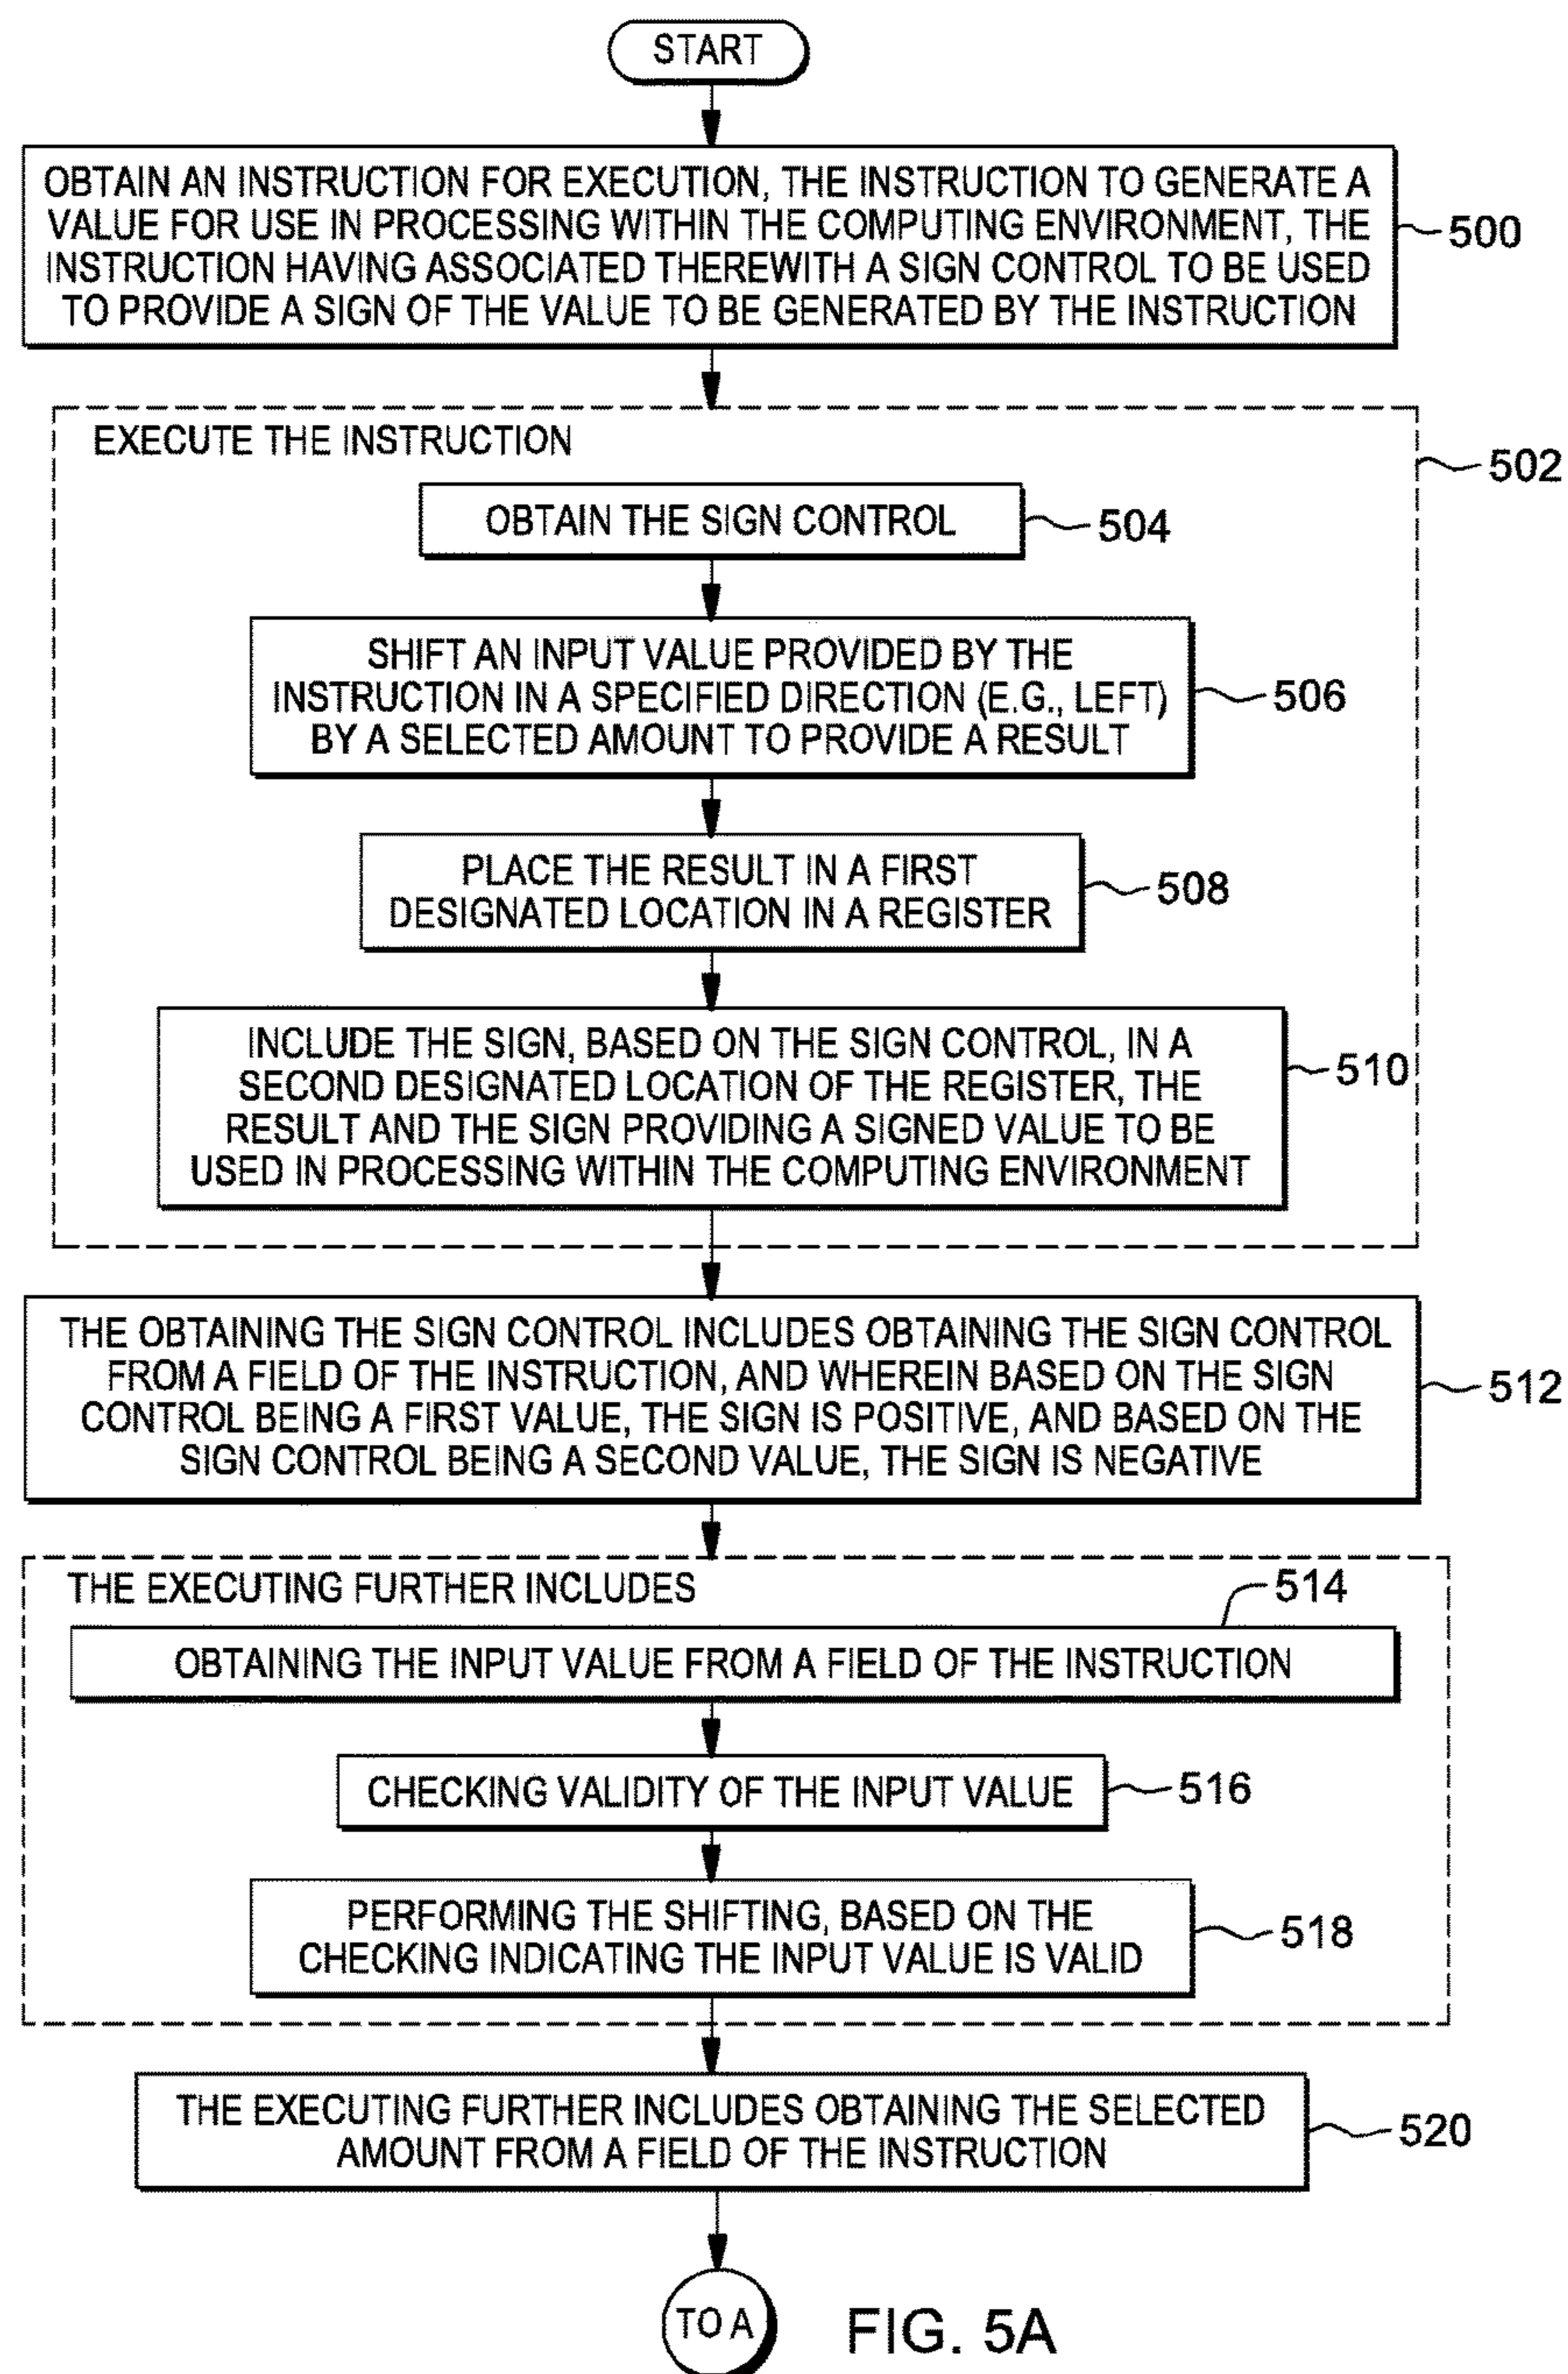 START
OBTAIN AN INSTRUCTION FOR EXECUTION, THE INSTRUCTION TO GENERATE A
VALUE FOR USE IN PROCESSING WITHIN THE COMPUTING ENVIRONMENT, THE
INSTRUCTION HAVING ASSOCIATED THEREWITH A SIGN CONTROL TO BE USED
TO PROVIDE A SIGN OF THE VALUE TO BE GENERATED BY THE INSTRUCTION
500
EXECUTE THE INSTRUCTION
502
OBTAIN THE SIGN CONTROL
504
SHIFT AN INPUT VALUE PROVIDED BY THE
INSTRUCTION IN A SPECIFIED DIRECTION (E.G., LEFT)
BY A SELECTED AMOUNT TO PROVIDE A RESULT
506
PLACE THE RESULT IN A FIRST
DESIGNATED LOCATION IN A REGISTER
508
INCLUDE THE SIGN, BASED ON THE SIGN CONTROL, IN A
SECOND DESIGNATED LOCATION OF THE REGISTER, THE
RESULT AND THE SIGN PROVIDING A SIGNED VALUE TO BE
USED IN PROCESSING WITHIN THE COMPUTING ENVIRONMENT
510
THE OBTAINING THE SIGN CONTROL INCLUDES OBTAINING THE SIGN CONTROL
FROM A FIELD OF THE INSTRUCTION, AND WHEREIN BASED ON THE SIGN
CONTROL BEING A FIRST VALUE, THE SIGN IS POSITIVE, AND BASED ON THE
SIGN CONTROL BEING A SECOND VALUE, THE SIGN IS NEGATIVE
512
THE EXECUTING FURTHER INCLUDES
514
OBTAINING THE INPUT VALUE FROM A FIELD OF THE INSTRUCTION
CHECKING VALIDITY OF THE INPUT VALUE
516
PERFORMING THE SHIFTING, BASED ON THE
CHECKING INDICATING THE INPUT VALUE IS VALID
518
THE EXECUTING FURTHER INCLUDES OBTAINING THE SELECTED
AMOUNT FROM A FIELD OF THE INSTRUCTION
520
TO A
FIG. 5A